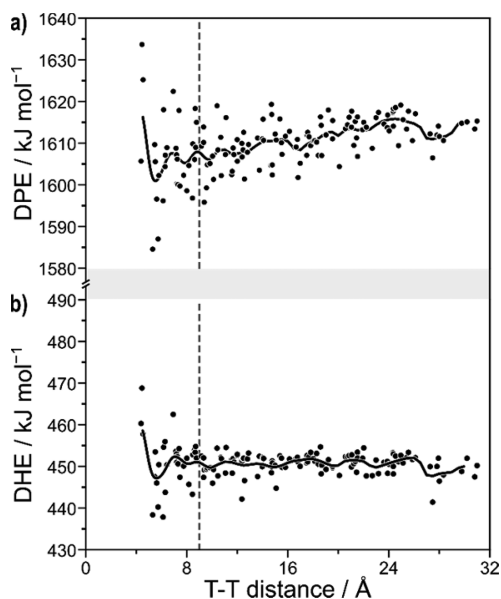 a)
1640
1630
1620
1610
1600
1590
1580
DPE / kJ mol⁻¹
b)
490
480
470
460
450
440
430
DHE / kJ mol⁻¹
0 8 16 24 32
T-T distance / Å